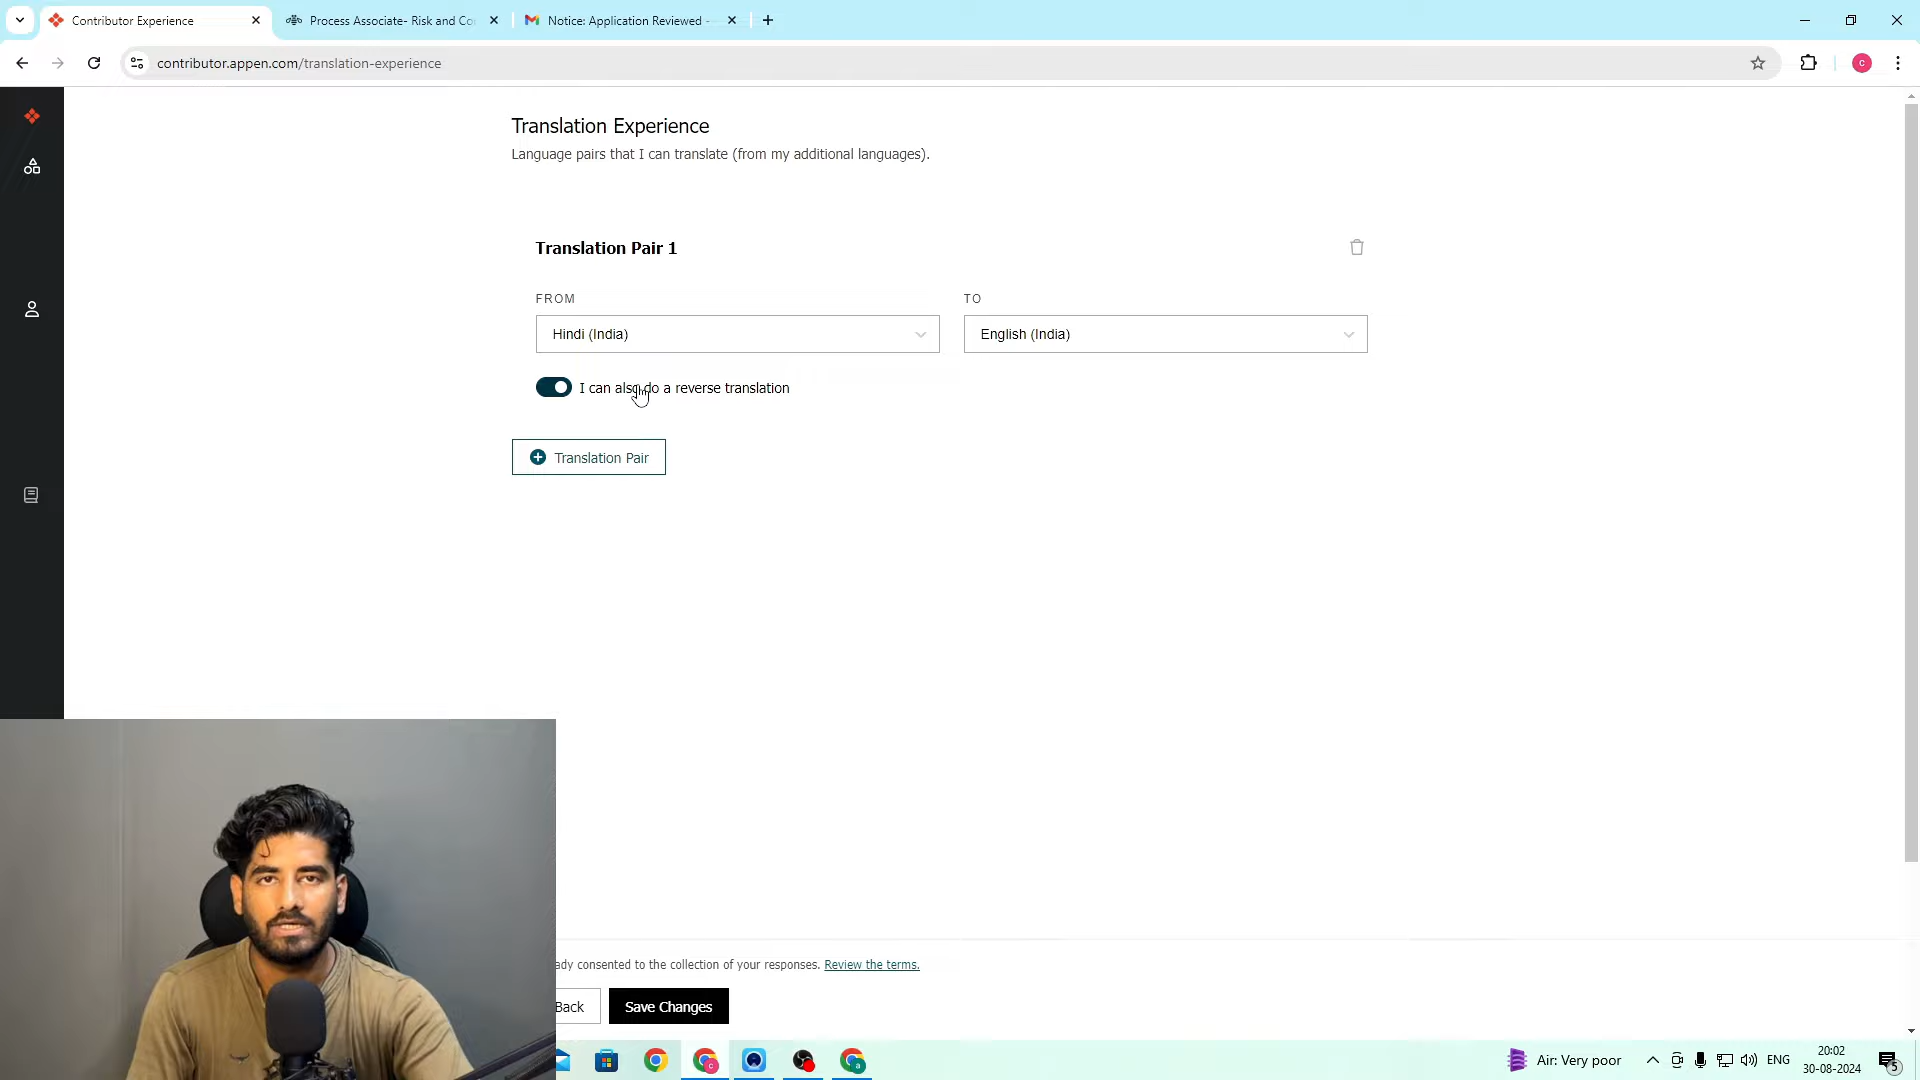 Contributor Experience
Process Associate- Risk and Co
Notice: Application Reviewed -
contributor.appen.com/translation-experience
Translation Experience
Language pairs that I can translate (from my additional languages).
Translation Pair 1
FROM
TO
Hindi (India)
English (India)
I can also do a reverse translation
Translation Pair
ady consented to the collection of your responses. Review the terms.
Back
Save Changes
Air: Very poor
ENG
20:02
30-08-2024
5